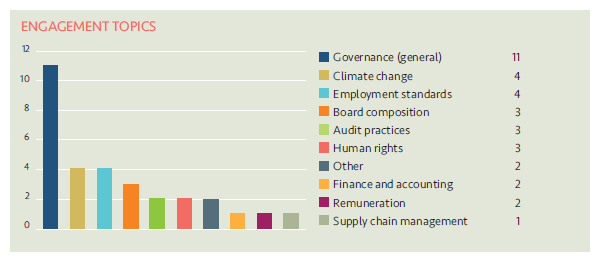 ENGAGEMENT TOPICS
12
10
8
6
4
2
0
Governance (general) 11
Climate change 4
Employment standards 4
Board composition 3
Audit practices 3
Human rights 3
Other 2
Finance and accounting 2
Remuneration 2
Supply chain management 1